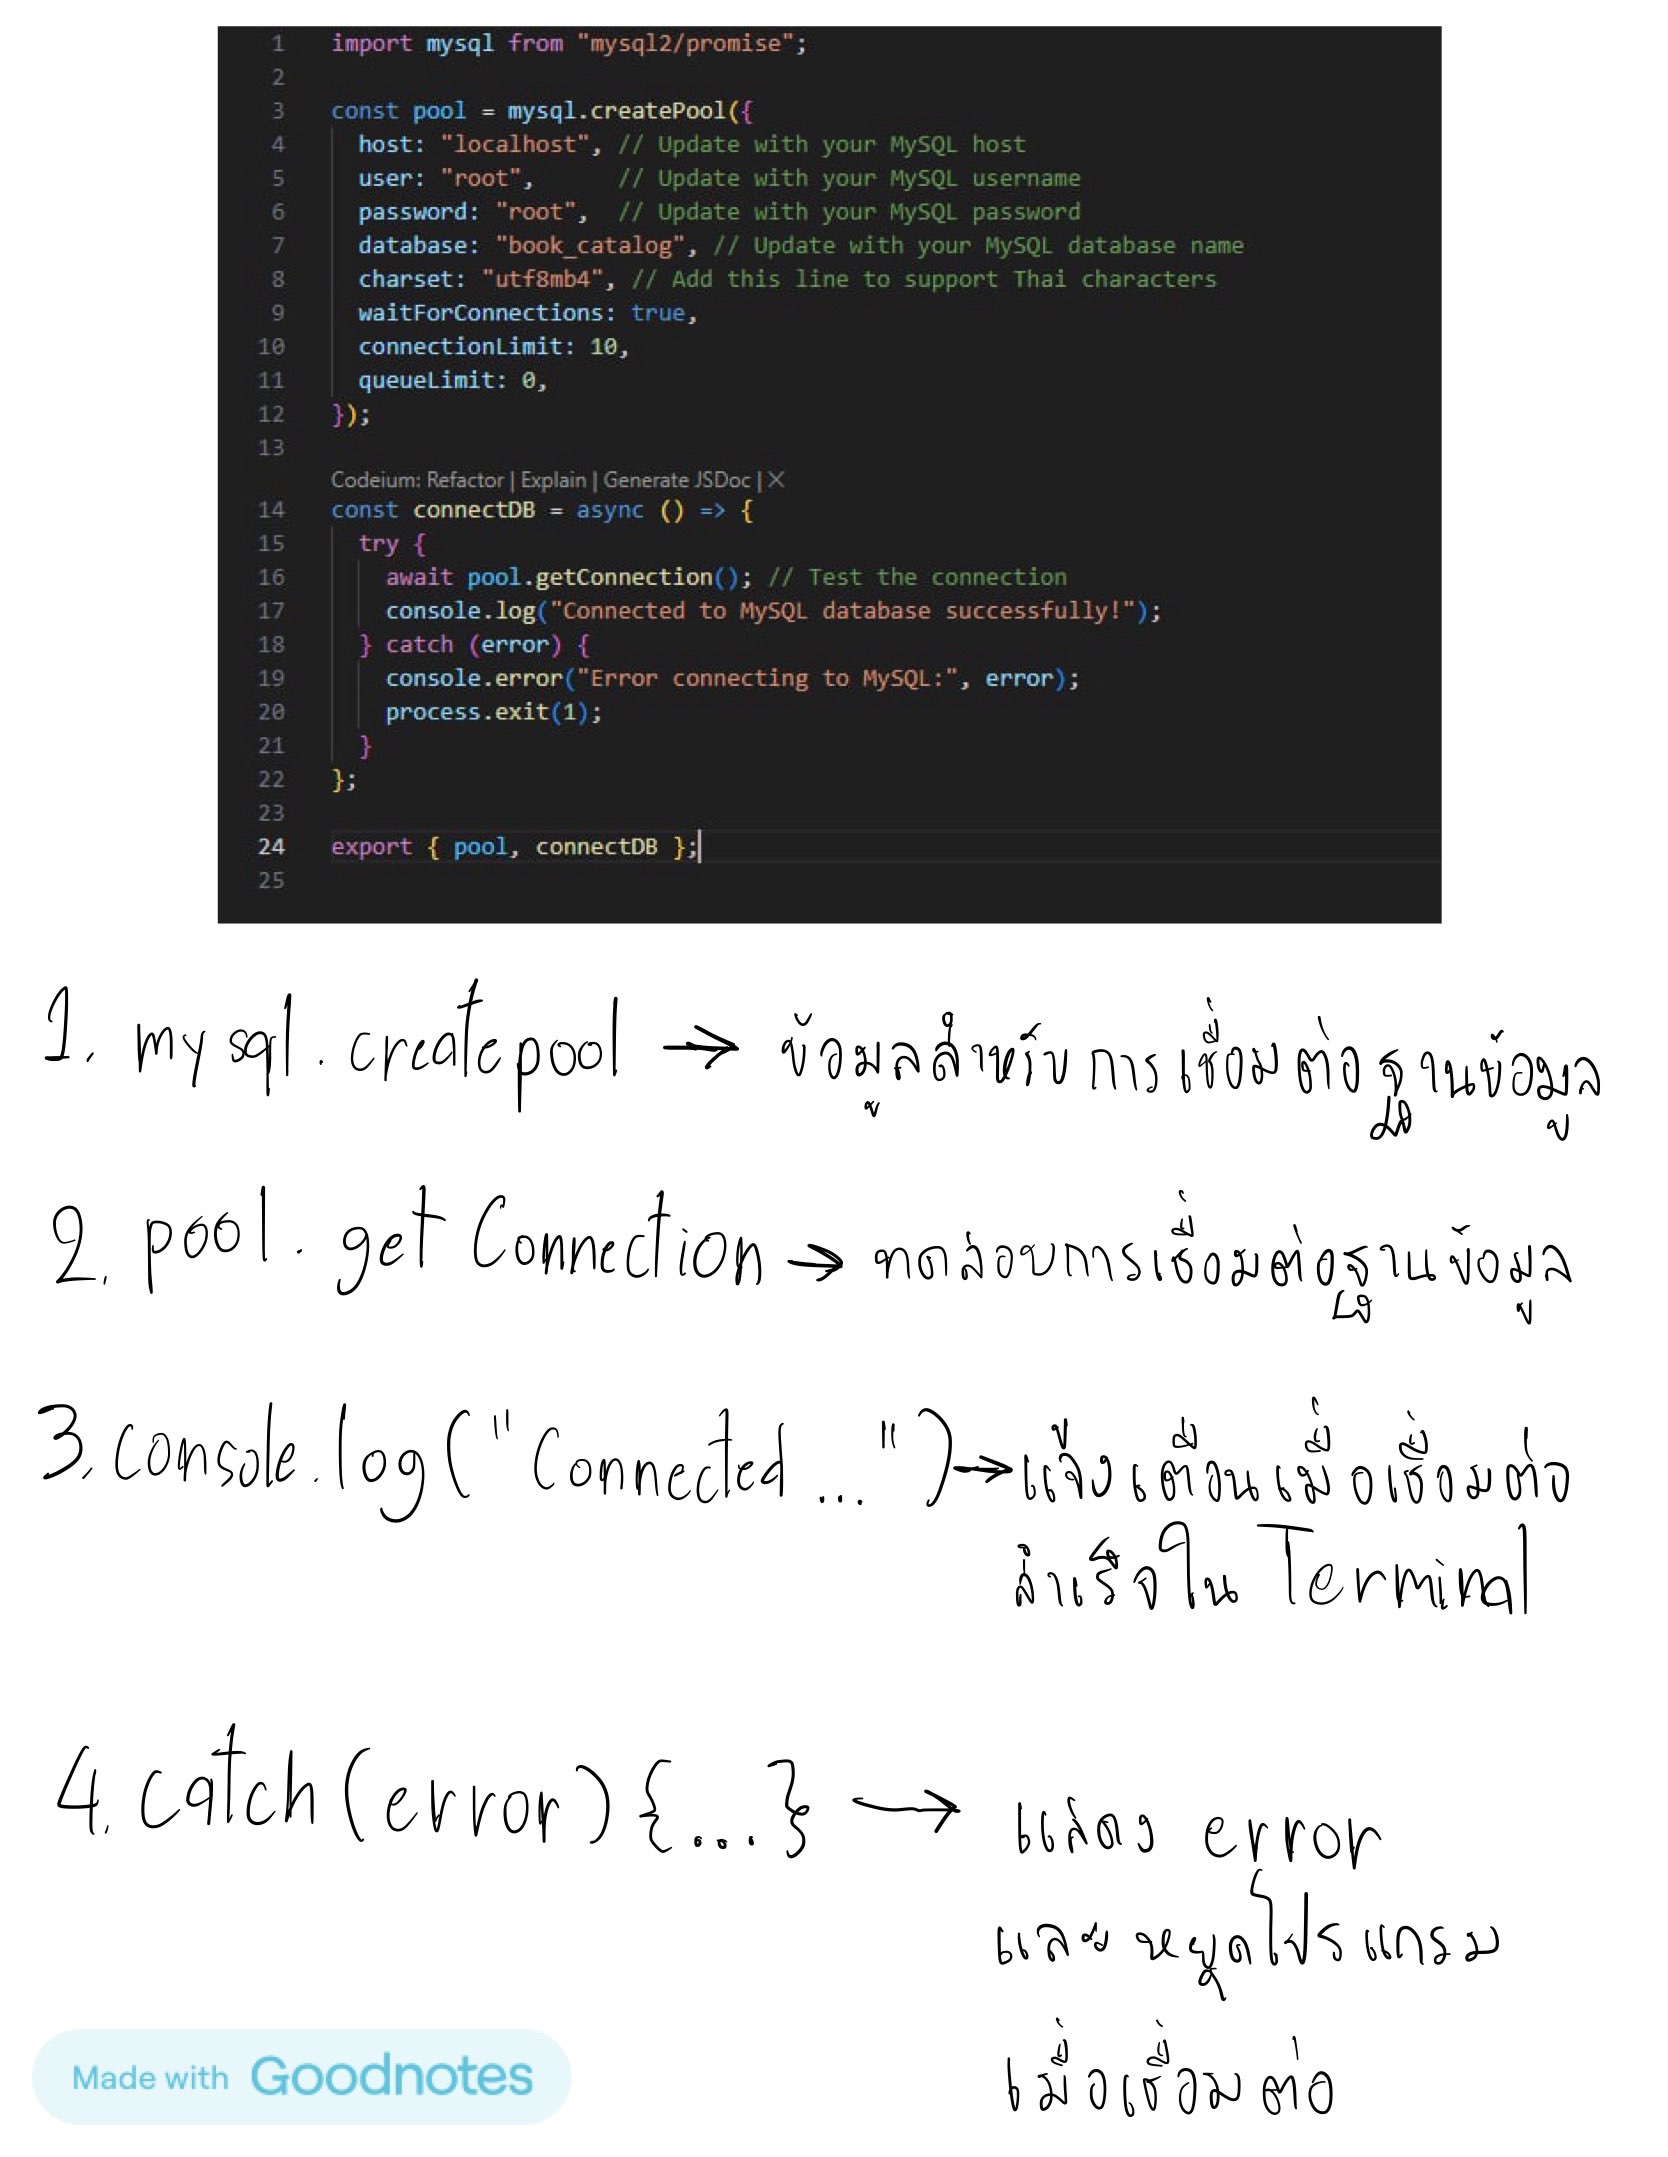 1 import mysql from "mysql2/promise";
2
3 const pool = mysql.createPool({
4 host: "localhost", // Update with your MySQL host
5 user: "root", // Update with your MySQL username
6 password: "root", // Update with your MySQL password
7 database: "book_catalog", // Update with your MySQL database name
8 charset: "utf8mb4", // Add this line to support Thai characters
9 waitForConnections: true,
10 connectionLimit: 10,
11 queueLimit: 0,
12 });
13
Codeium: Refactor | Explain | Generate JSDoc | X
14 const connectDB = async () => {
15 try {
16 await pool.getConnection(); // Test the connection
17 console.log("Connected to MySQL database successfully!");
18 } catch (error) {
19 console.error("Error connecting to MySQL:", error);
20 process.exit(1);
21 }
22 };
23
24 export { pool, connectDB };
25
1. mysql.createpool → ข้อมูลสำหรับการเชื่อมต่อฐานข้อมูล
2. pool.getConnection → ทดสอบการเชื่อมต่อฐานข้อมูล
3. console.log("Connected ...") → แจ้งเตือนเมื่อเชื่อมต่อ
สำเร็จใน Terminal
4. catch(error){...} → แสดง error
และหยุดโปรแกรม
เมื่อเชื่อมต่อ
Made with Goodnotes